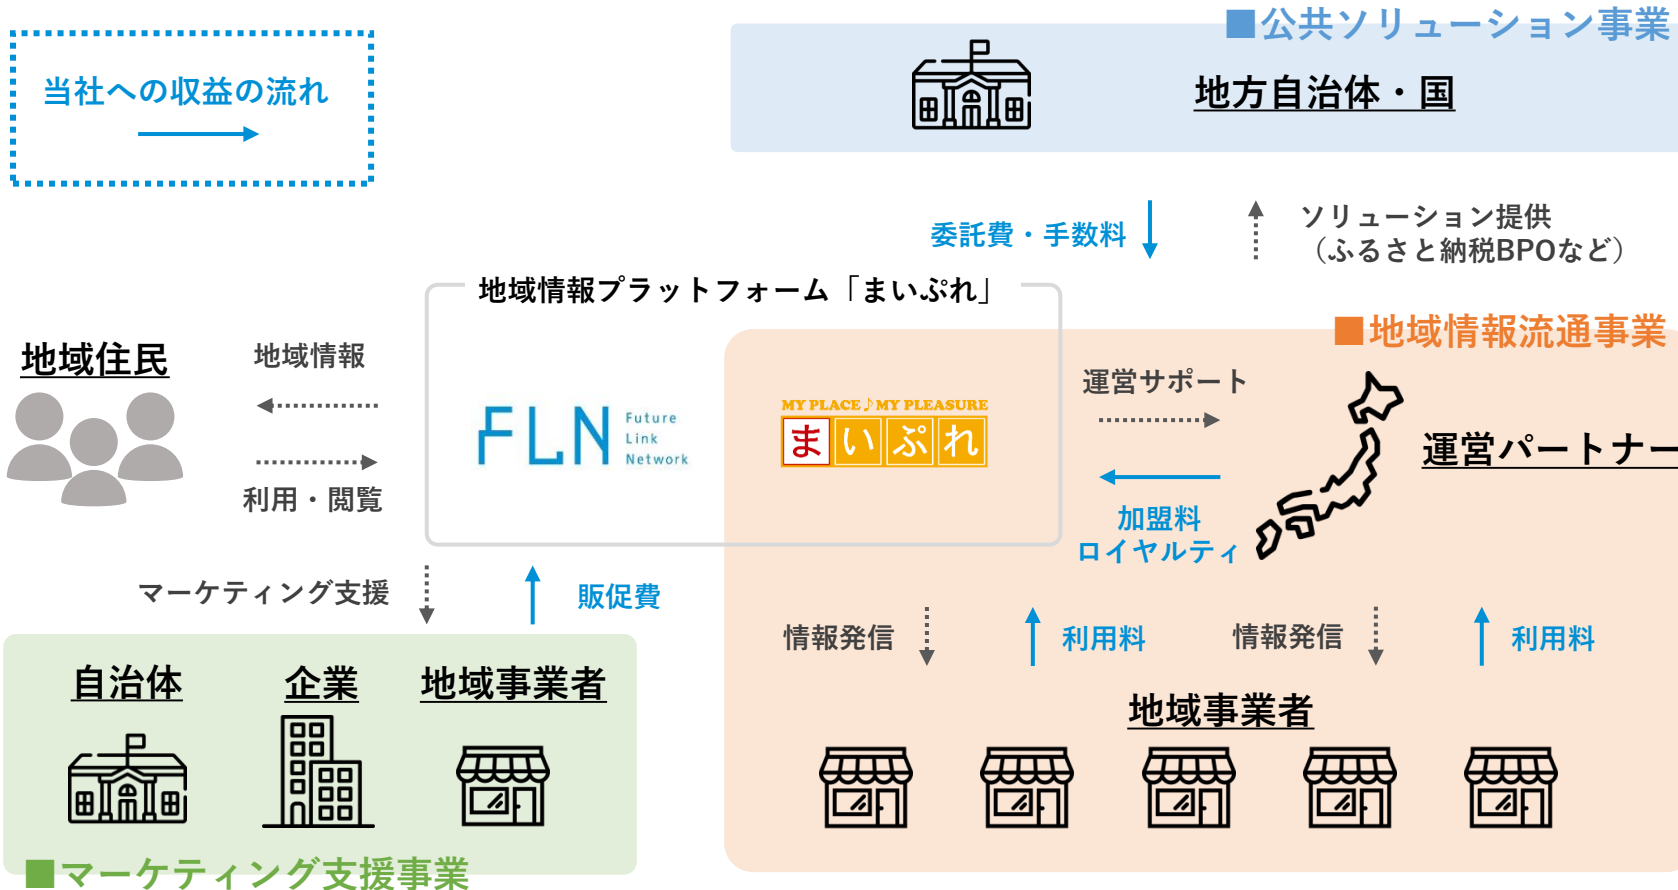 ■公共ソリューション事業
当社への収益の流れ
地方自治体・国
委託費・手数料
ソリューション提供
（ふるさと納税BPOなど）
地域情報プラットフォーム「まいぷれ」
■地域情報流通事業
地域住民
地域情報
利用・閲覧
FLN
Future
Link
Network
MY PLACE♪MY PLEASURE
まいぷれ
運営サポート
運営パートナー
加盟料
ロイヤルティ
マーケティング支援
販促費
情報発信
利用料
情報発信
利用料
自治体
企業
地域事業者
地域事業者
■マーケティング支援事業